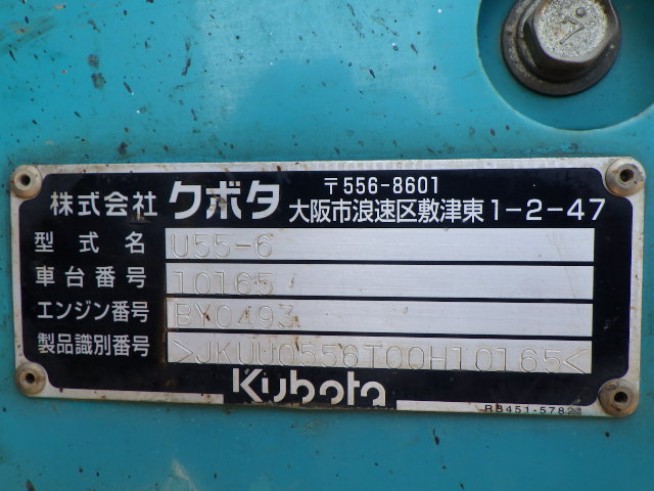 〒556-8601
株式会社 クボタ 大阪市浪速区敷津東1-2-47
型式名 U55-6
車台番号 10165
エンジン番号 BY0493
製品識別番号 >JKUU0556T00H10165<
Kubota